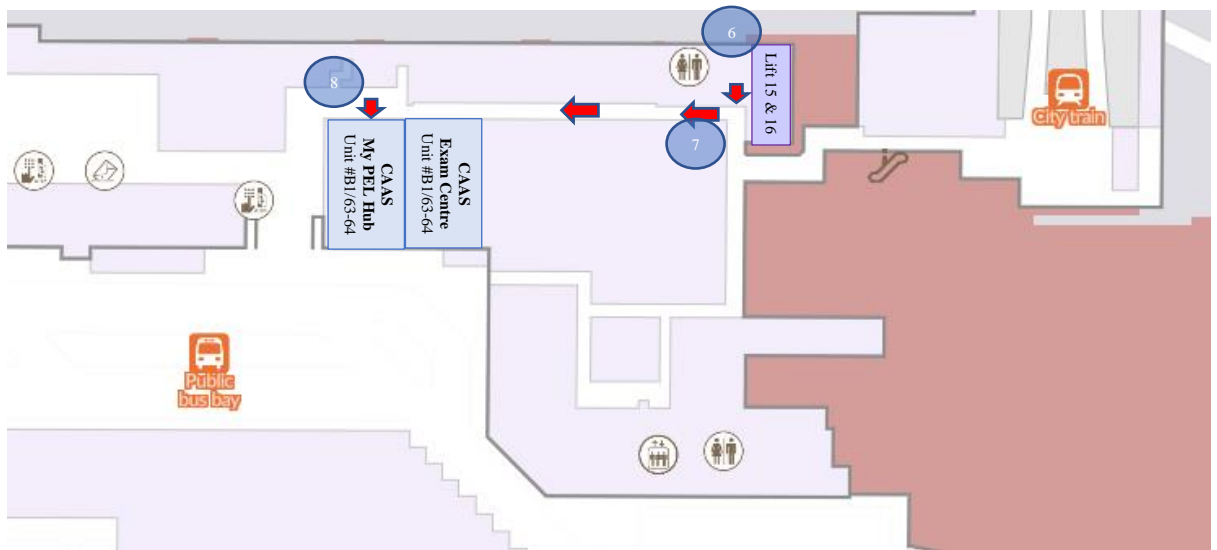 6
Lift 15 & 16
City train
8
7
CAAS
My PEL Hub
Unit #B1/63-64
CAAS
Exam Centre
Unit #B1/63-64
Public
bus bay